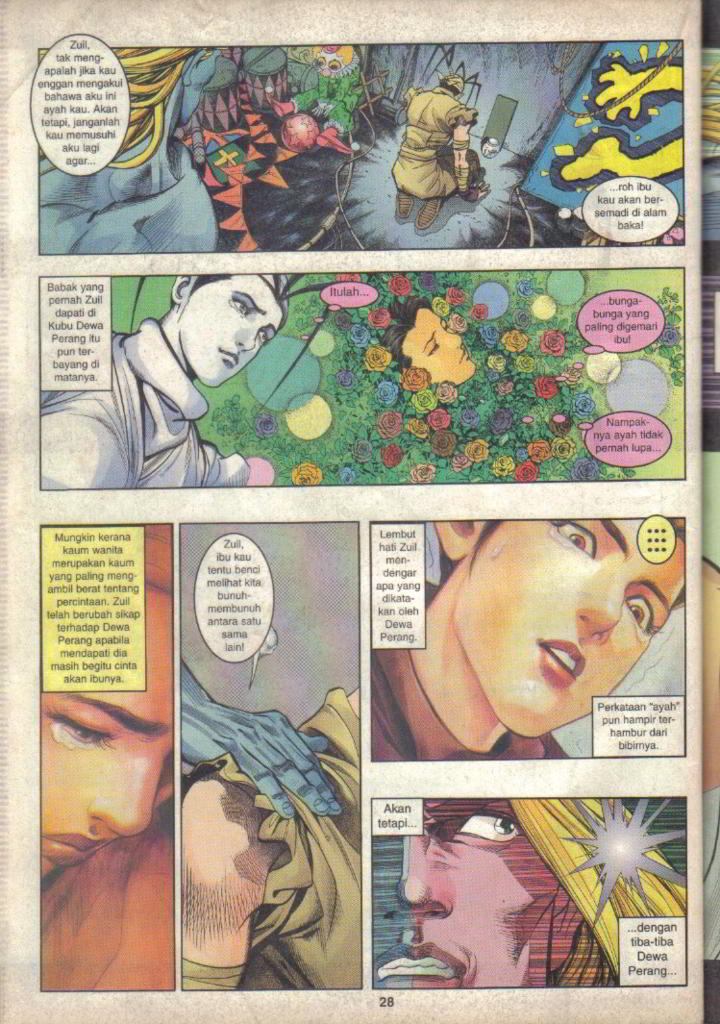 Zuil,
tak meng-
apalah jika kau
enggan mengakui
bahawa aku ini
ayah kau. Akan
tetapi, janganlah
kau memusuhi
aku lagi
agar...
...roh ibu
kau akan ber-
semadi di alam
baka!
Babak yang
pernah Zuil
dapati di
Kubu Dewa
Perang itu
pun ter-
bayang di
matanya.
Itulah...
...bunga-
bunga yang
paling digemari
ibu!
Nampak-
nya ayah tidak
pernah lupa...
Mungkin kerana
kaum wanita
merupakan kaum
yang paling meng-
ambil berat tentang
percintaan. Zuil
telah berubah sikap
terhadap Dewa
Perang apabila
mendapati dia
masih begitu cinta
akan ibunya.
Zuil,
ibu kau
tentu benci
melihat kita
bunuh-
membunuh
antara satu
sama
lain!
Lembut
hati Zuil
men-
dengar
apa yang
dikata-
kan oleh
Dewa
Perang.
Perkataan "ayah"
pun hampir ter-
hambur dari
bibirnya.
Akan
tetapi...
...dengan
tiba-tiba
Dewa
Perang...
28